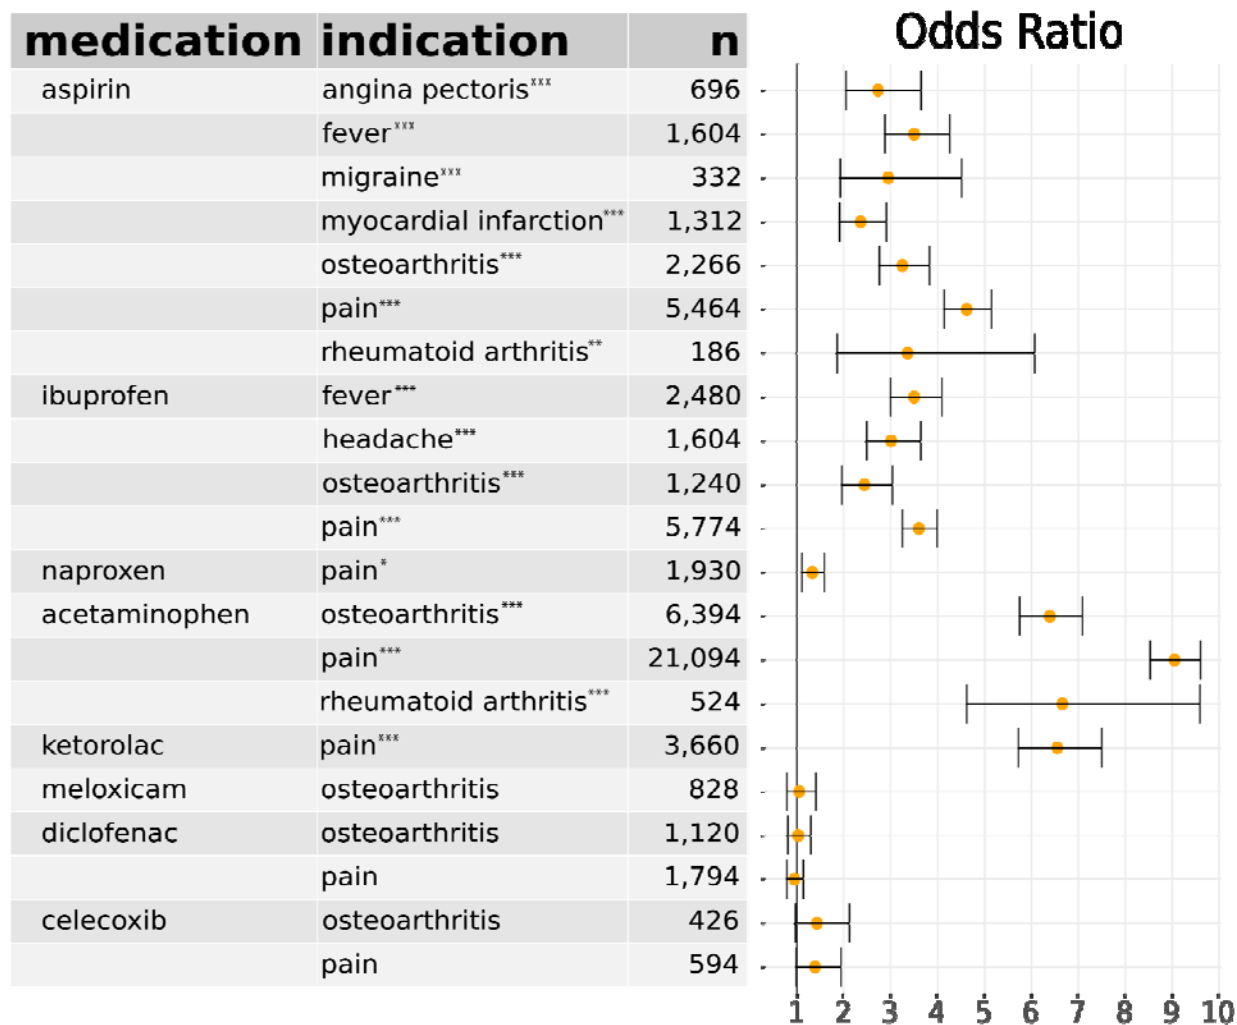 medication indication n Odds Ratio
aspirin angina pectoris*** 696
fever*** 1,604
migraine*** 332
myocardial infarction*** 1,312
osteoarthritis*** 2,266
pain*** 5,464
rheumatoid arthritis** 186
ibuprofen fever*** 2,480
headache*** 1,604
osteoarthritis*** 1,240
pain*** 5,774
naproxen pain* 1,930
acetaminophen osteoarthritis*** 6,394
pain*** 21,094
rheumatoid arthritis*** 524
ketorolac pain*** 3,660
meloxicam osteoarthritis 828
diclofenac osteoarthritis 1,120
pain 1,794
celecoxib osteoarthritis 426
pain 594
1 2 3 4 5 6 7 8 9 10